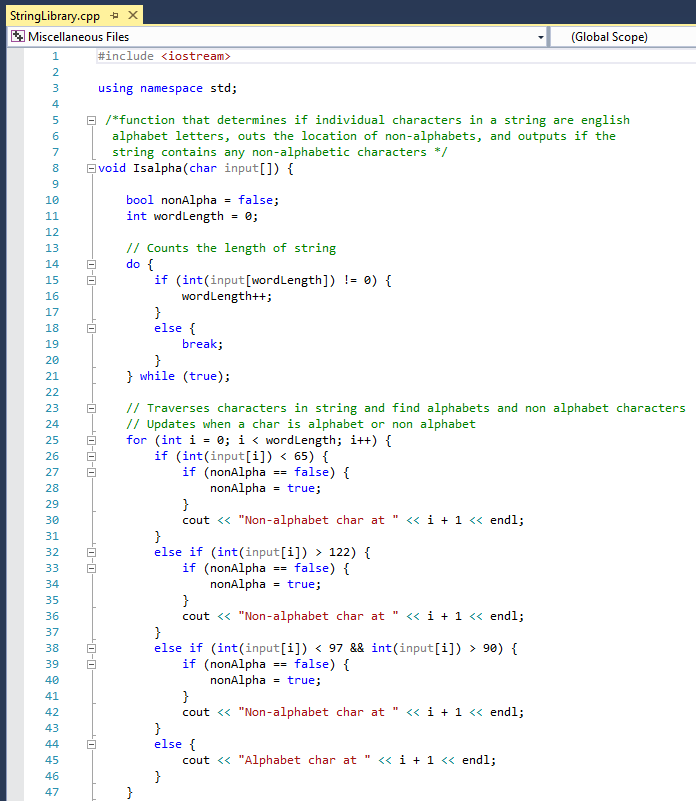 StringLibrary.cpp
Miscellaneous Files (Global Scope)
1 #include <iostream>
2
3 using namespace std;
4
5 /*function that determines if individual characters in a string are english
6 alphabet letters, outs the location of non-alphabets, and outputs if the
7 string contains any non-alphabetic characters */
8 void Isalpha(char input[]) {
9
10 bool nonAlpha = false;
11 int wordLength = 0;
12
13 // Counts the length of string
14 do {
15 if (int(input[wordLength]) != 0) {
16 wordLength++;
17 }
18 else {
19 break;
20 }
21 } while (true);
22
23 // Traverses characters in string and find alphabets and non alphabet characters
24 // Updates when a char is alphabet or non alphabet
25 for (int i = 0; i < wordLength; i++) {
26 if (int(input[i]) < 65) {
27 if (nonAlpha == false) {
28 nonAlpha = true;
29 }
30 cout << "Non-alphabet char at " << i + 1 << endl;
31 }
32 else if (int(input[i]) > 122) {
33 if (nonAlpha == false) {
34 nonAlpha = true;
35 }
36 cout << "Non-alphabet char at " << i + 1 << endl;
37 }
38 else if (int(input[i]) < 97 && int(input[i]) > 90) {
39 if (nonAlpha == false) {
40 nonAlpha = true;
41 }
42 cout << "Non-alphabet char at " << i + 1 << endl;
43 }
44 else {
45 cout << "Alphabet char at " << i + 1 << endl;
46 }
47 }